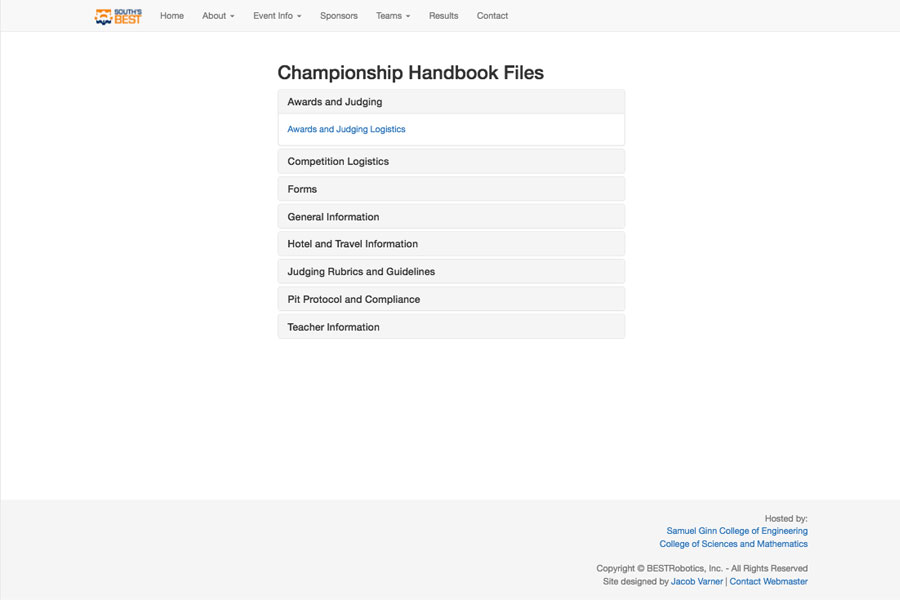 SOUTH'S
BEST
Home About Event Info Sponsors Teams Results Contact
Championship Handbook Files
Awards and Judging
Awards and Judging Logistics
Competition Logistics
Forms
General Information
Hotel and Travel Information
Judging Rubrics and Guidelines
Pit Protocol and Compliance
Teacher Information
Hosted by:
Samuel Ginn College of Engineering
College of Sciences and Mathematics
Copyright © BESTRobotics, Inc. - All Rights Reserved
Site designed by Jacob Varner | Contact Webmaster